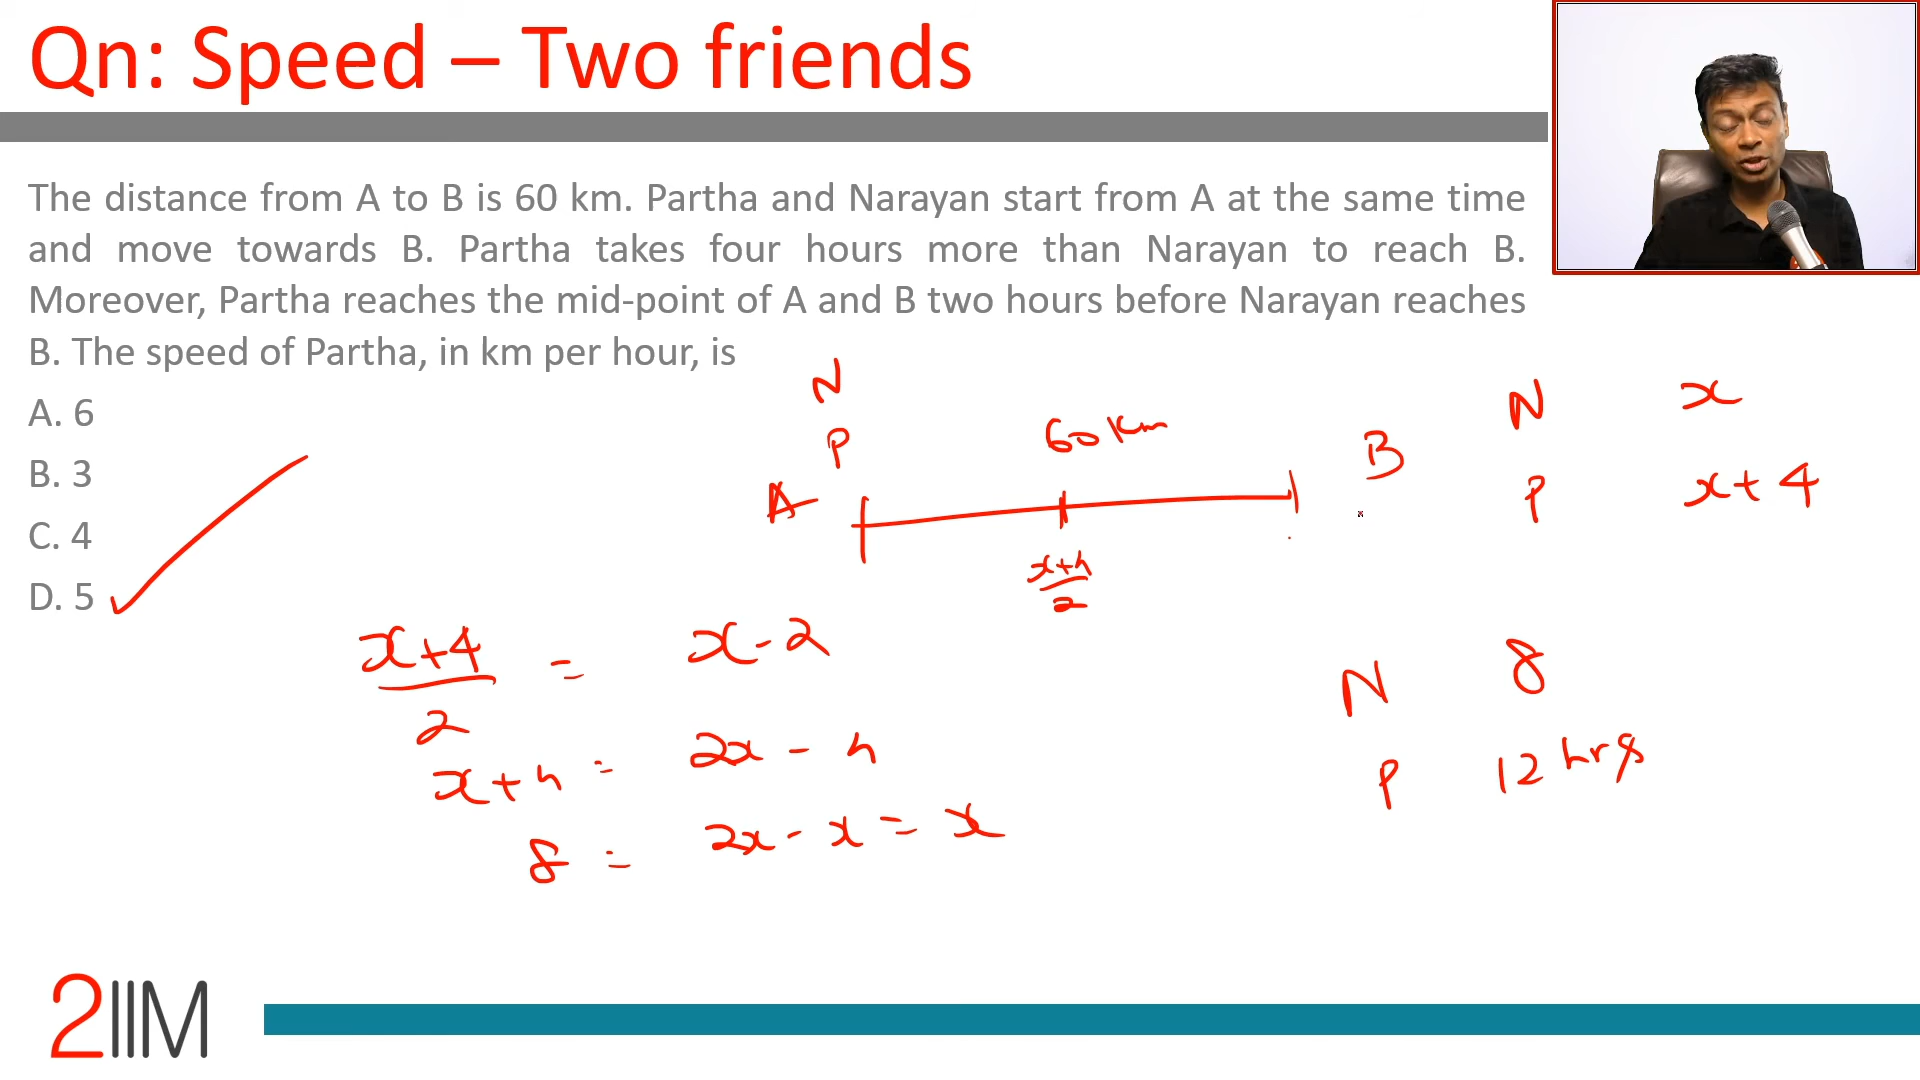 Qn: Speed – Two friends
The distance from A to B is 60 km. Partha and Narayan start from A at the same time
and move towards B. Partha takes four hours more than Narayan to reach B.
Moreover, Partha reaches the mid-point of A and B two hours before Narayan reaches
B. The speed of Partha, in km per hour, is
A. 6
B. 3
C. 4
D. 5
N
P
A
60 Km
B
x+4
2
N x
P x+4
x+4 = x-2
2
x+4 = 2x-4
8 = 2x-x = x
N 8
P 12 hrs
2IIM